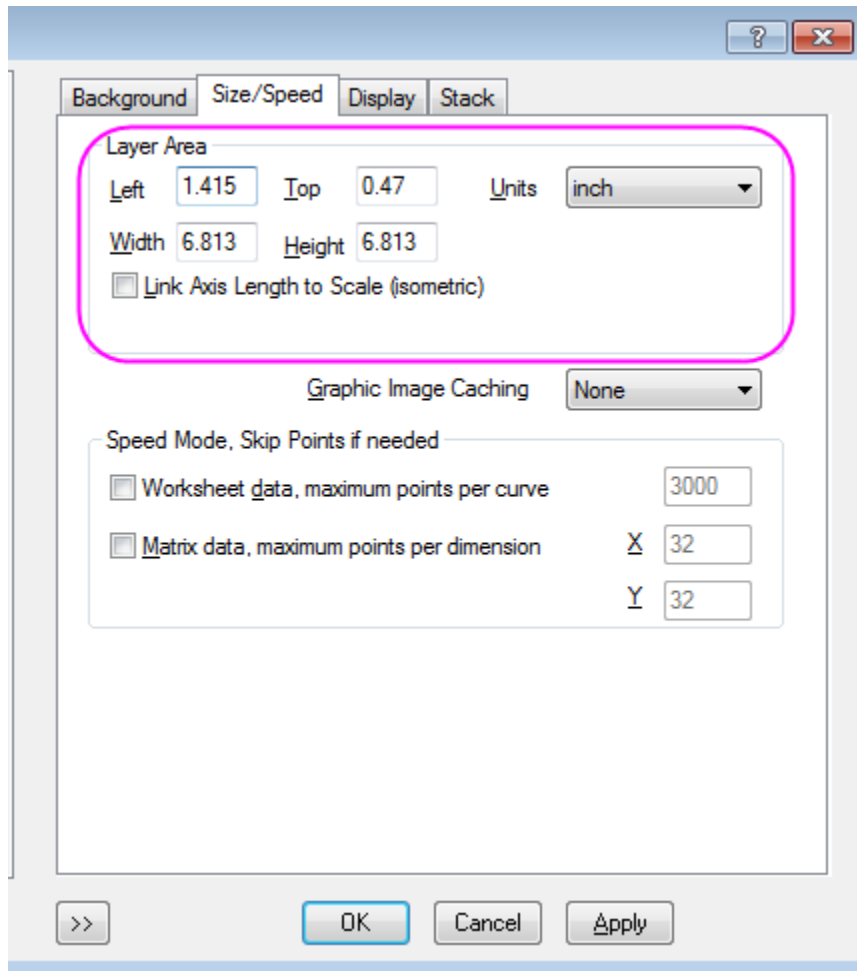 ?
Background Size/Speed Display Stack
Layer Area
Left 1.415 Top 0.47 Units inch
Width 6.813 Height 6.813
Link Axis Length to Scale (isometric)
Graphic Image Caching None
Speed Mode, Skip Points if needed
Worksheet data, maximum points per curve 3000
Matrix data, maximum points per dimension X 32
Y 32
>> OK Cancel Apply